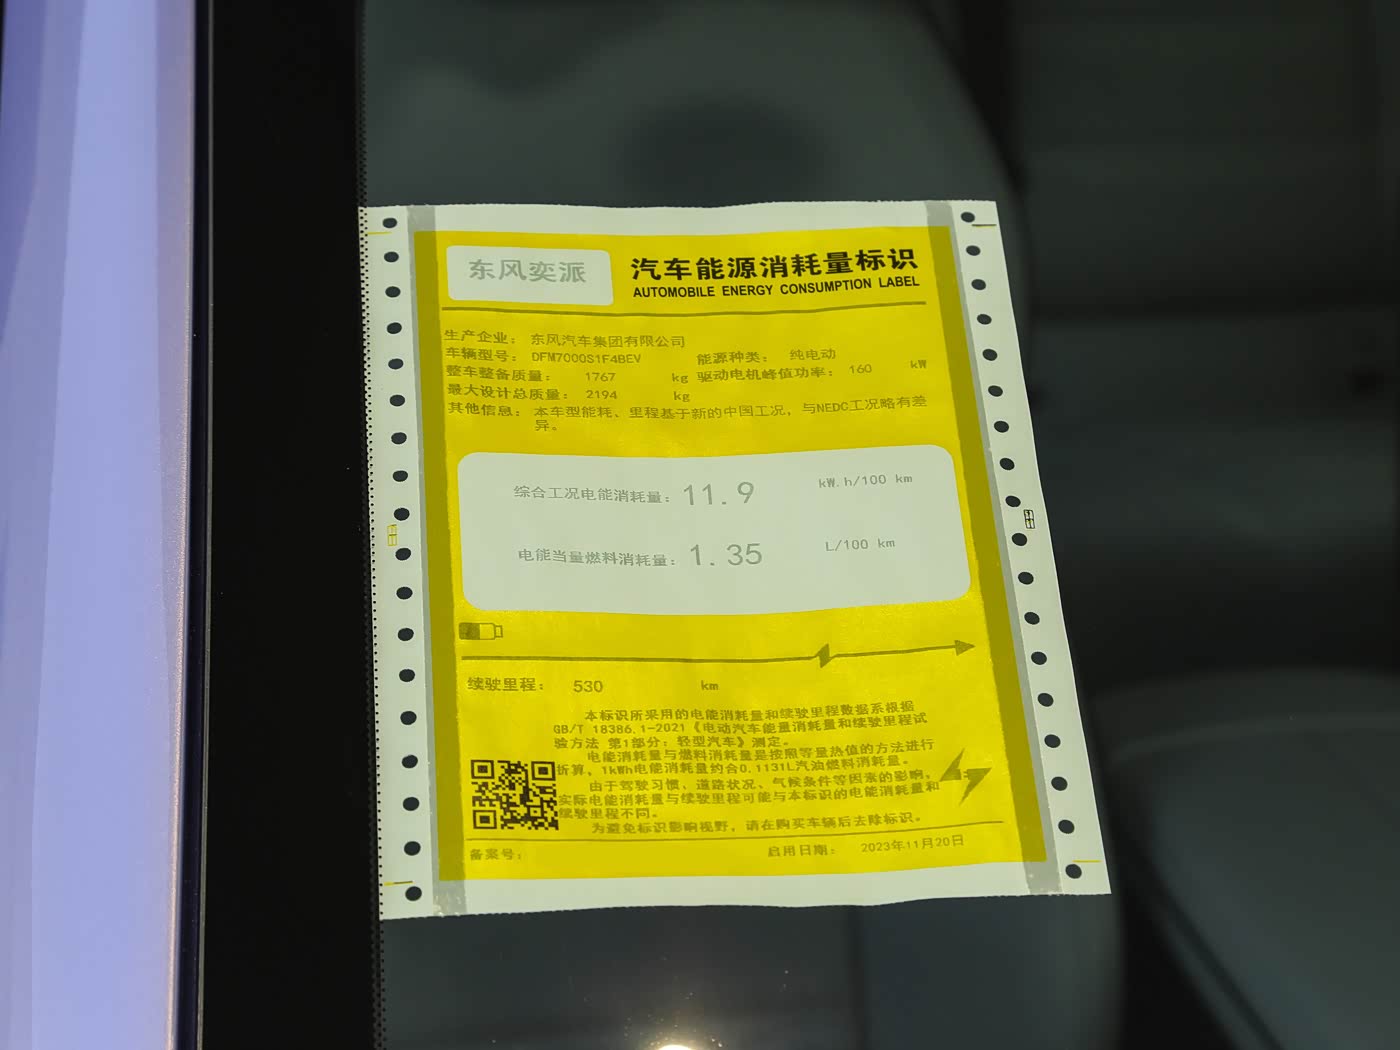 东风奕派
汽车能源消耗量标识
AUTOMOBILE ENERGY CONSUMPTION LABEL
生产企业： 东风汽车集团有限公司
车辆型号： DFM7000S1F4BEV 能源种类： 纯电动
整车整备质量： 1767 kg 驱动电机峰值功率： 160 kW
最大设计总质量： 2194 kg
其他信息： 本车型能耗、里程基于新的中国工况，与NEDC工况略有差
异。
综合工况电能消耗量： 11.9 kW.h/100 km
电能当量燃料消耗量： 1.35 L/100 km
续驶里程： 530 km
本标识所采用的电能消耗量和续驶里程数据系根据
GB/T 18386.1-2021《电动汽车能量消耗量和续驶里程试
验方法 第1部分：轻型汽车》测定。
电能消耗量与燃料消耗量是按照等量热值的方法进行
折算，1kWh电能消耗量约合0.1131L汽油燃料消耗量。
由于驾驶习惯、道路状况、气候条件等因素的影响，
实际电能消耗量与续驶里程可能与本标识的电能消耗量和
续驶里程不同。
为避免标识影响视野，请在购买车辆后去除标识。
备案号： 启用日期： 2023年11月20日